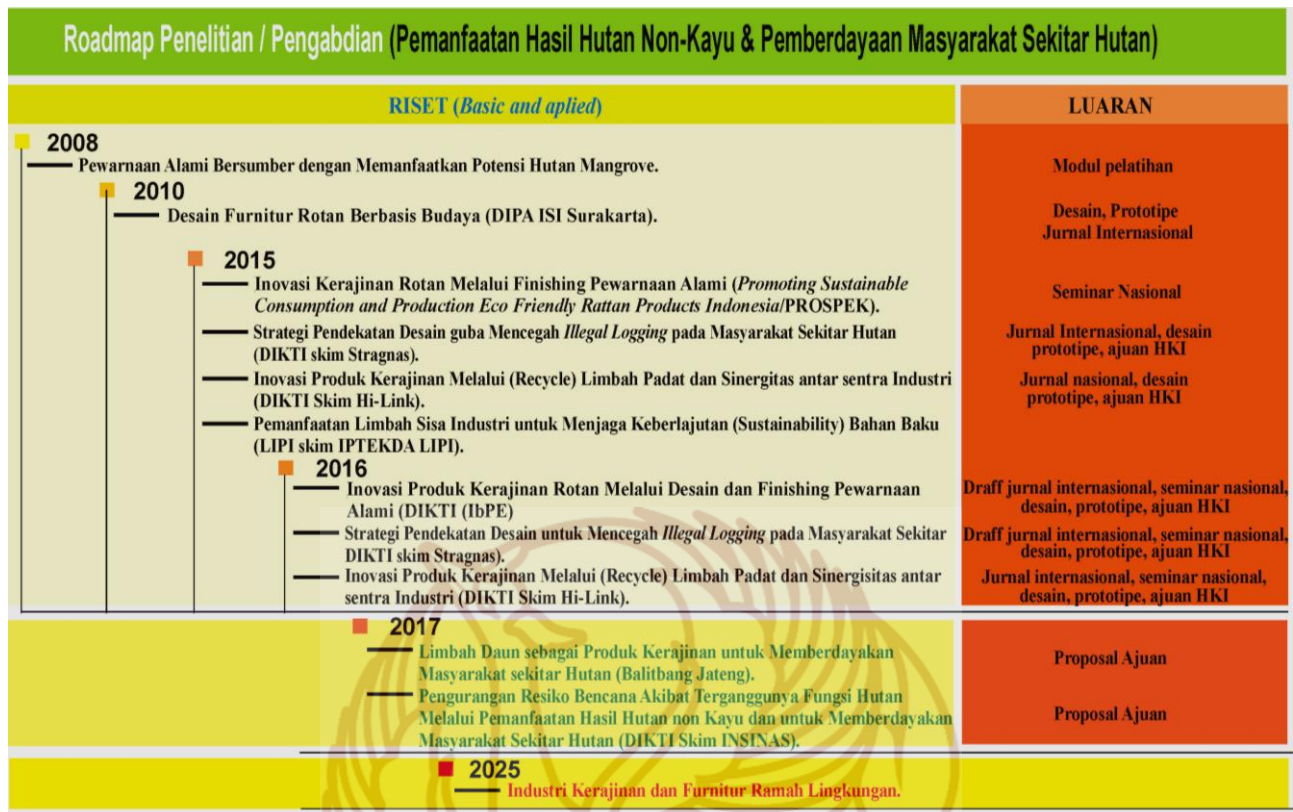 Roadmap Penelitian / Pengabdian (Pemanfaatan Hasil Hutan Non-Kayu & Pemberdayaan Masyarakat Sekitar Hutan)
RISET (Basic and aplied)
LUARAN
2008
Pewarnaan Alami Bersumber dengan Memanfaatkan Potensi Hutan Mangrove.
Modul pelatihan
2010
Desain Furnitur Rotan Berbasis Budaya (DIPA ISI Surakarta).
Desain, Prototipe
Jurnal Internasional
2015
Inovasi Kerajinan Rotan Melalui Finishing Pewarnaan Alami (Promoting Sustainable
Consumption and Production Eco Friendly Rattan Products Indonesia/PROSPEK).
Seminar Nasional
Strategi Pendekatan Desain guba Mencegah Illegal Logging pada Masyarakat Sekitar Hutan
(DIKTI skim Stragnas).
Jurnal Internasional, desain
prototipe, ajuan HKI
Inovasi Produk Kerajinan Melalui (Recycle) Limbah Padat dan Sinergitas antar sentra Industri
(DIKTI Skim Hi-Link).
Jurnal nasional, desain
prototipe, ajuan HKI
Pemanfaatan Limbah Sisa Industri untuk Menjaga Keberlajutan (Sustainability) Bahan Baku
(LIPI skim IPTEKDA LIPI).
2016
Inovasi Produk Kerajinan Rotan Melalui Desain dan Finishing Pewarnaan
Alami (DIKTI (IbPE)
Draff jurnal internasional, seminar nasional,
desain, prototipe, ajuan HKI
Strategi Pendekatan Desain untuk Mencegah Illegal Logging pada Masyarakat Sekitar
DIKTI skim Stragnas).
Draff jurnal internasional, seminar nasional,
desain, prototipe, ajuan HKI
Inovasi Produk Kerajinan Melalui (Recycle) Limbah Padat dan Sinergisitas antar
sentra Industri (DIKTI Skim Hi-Link).
Jurnal internasional, seminar nasional,
desain, prototipe, ajuan HKI
2017
Limbah Daun sebagai Produk Kerajinan untuk Memberdayakan
Masyarakat sekitar Hutan (Balitbang Jateng).
Proposal Ajuan
Pengurangan Resiko Bencana Akibat Terganggunya Fungsi Hutan
Melalui Pemanfaatan Hasil Hutan non Kayu dan untuk Memberdayakan
Masyarakat Sekitar Hutan (DIKTI Skim INSINAS).
Proposal Ajuan
2025
Industri Kerajinan dan Furnitur Ramah Lingkungan.